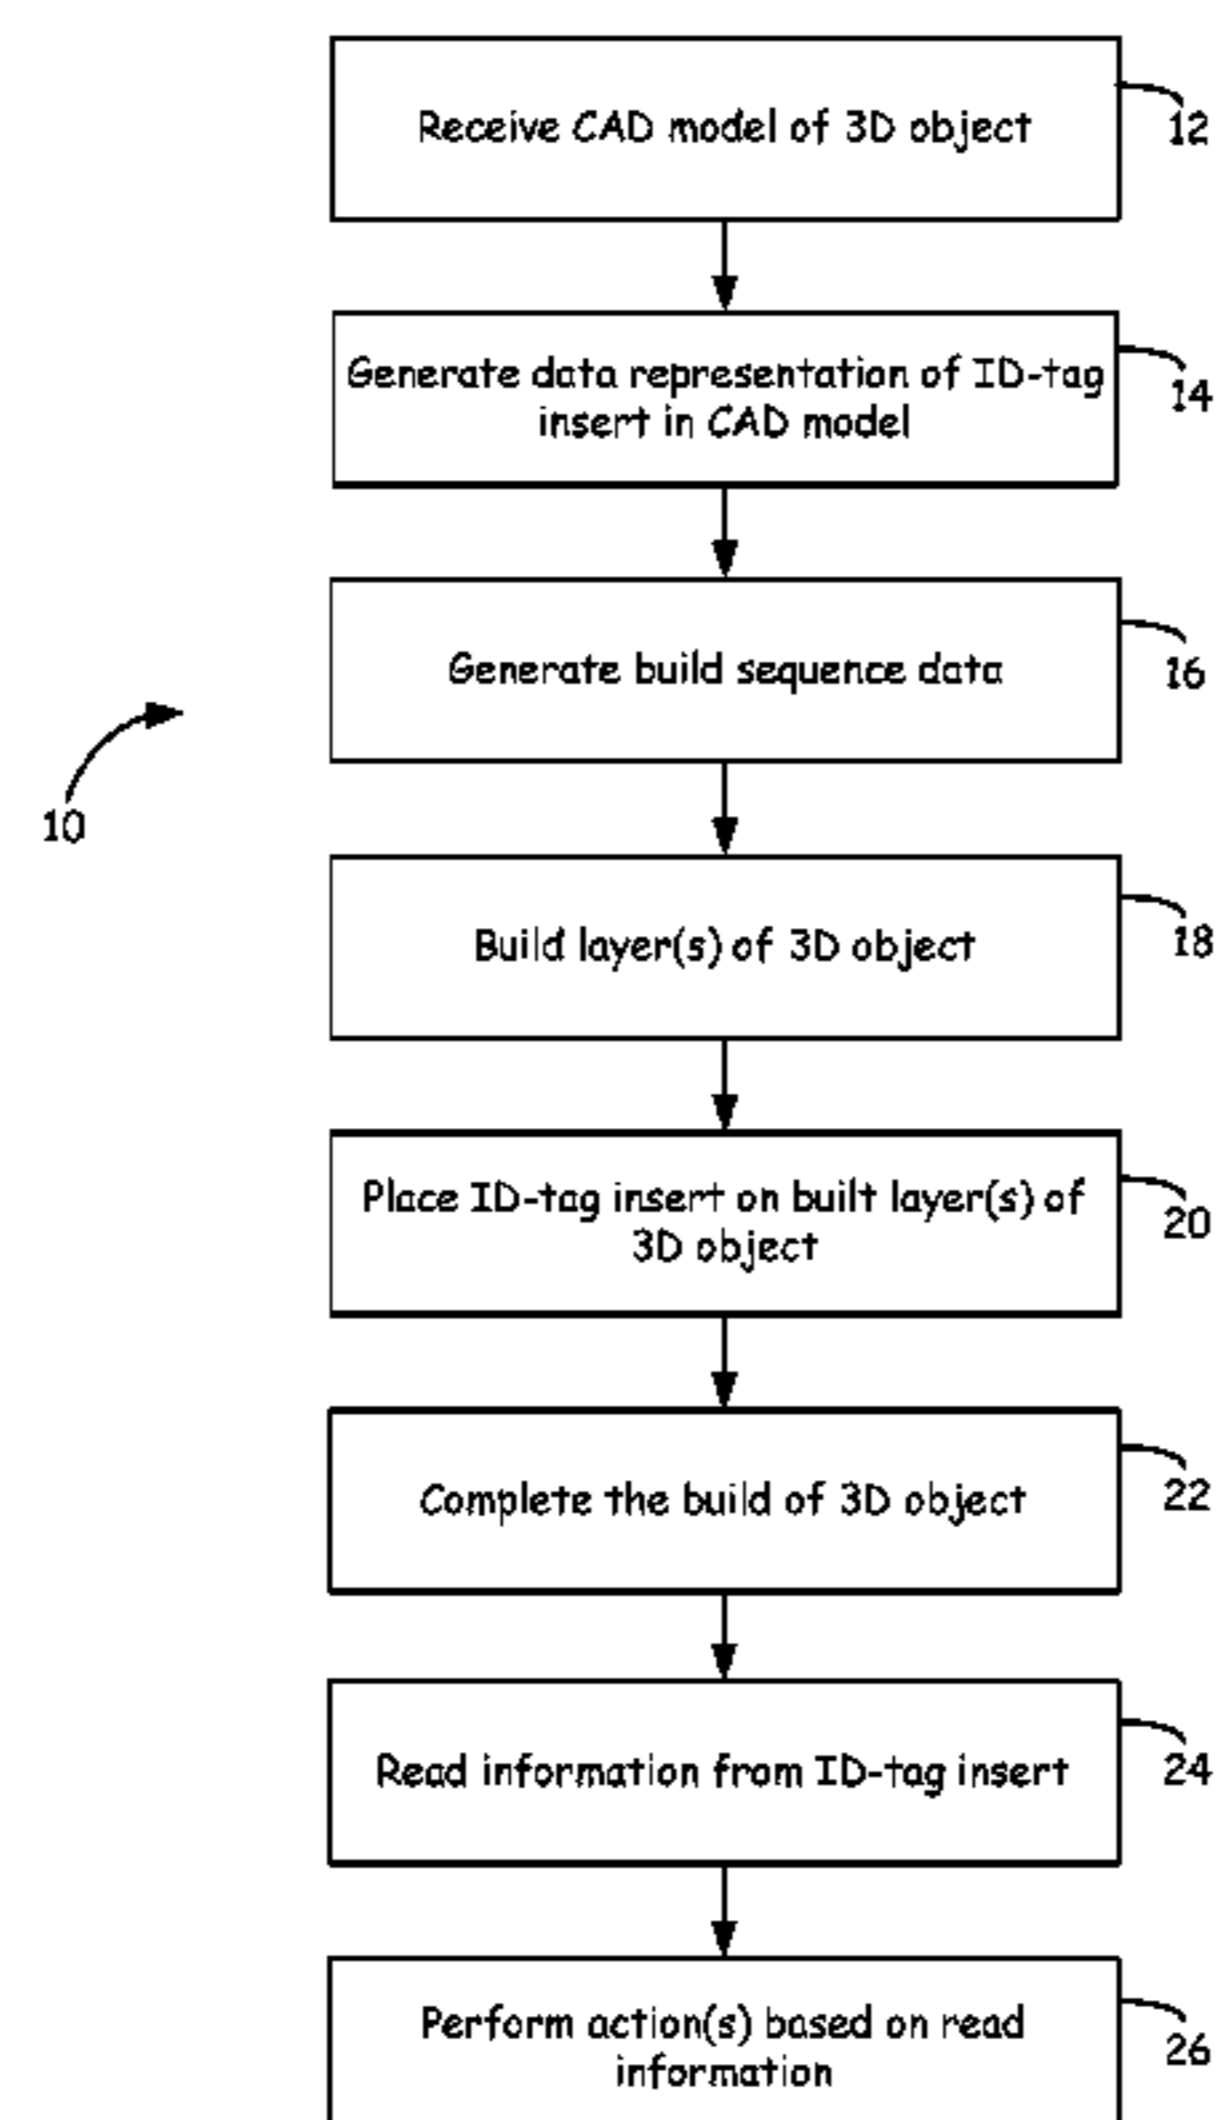 Receive CAD model of 3D object
12
Generate data representation of ID-tag
insert in CAD model
14
Generate build sequence data
16
10
Build layer(s) of 3D object
18
Place ID-tag insert on built layer(s) of
3D object
20
Complete the build of 3D object
22
Read information from ID-tag insert
24
Perform action(s) based on read
information
26